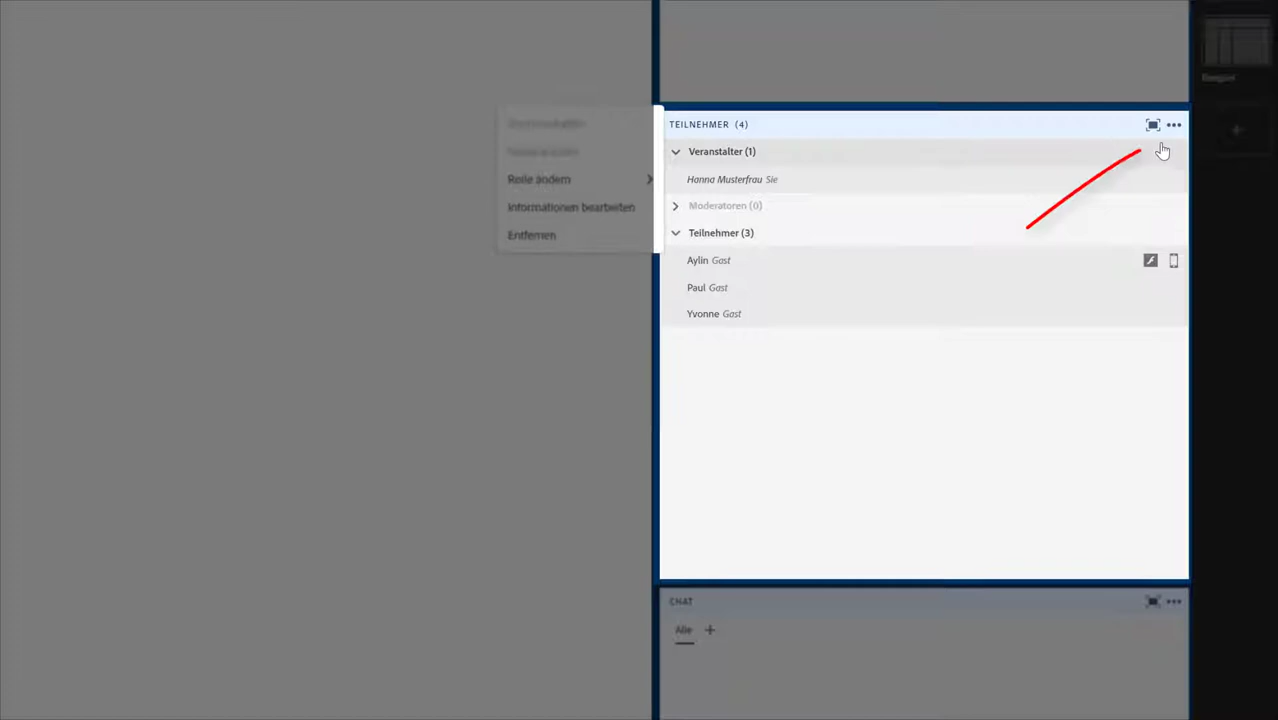 TEILNEHMER (4)
Veranstalter (1)
Hanna Musterfrau Sie
Moderatoren (0)
Teilnehmer (3)
Aylin Gast
Paul Gast
Yvonne Gast
Rolle ändern
Informationen bearbeiten
Entfernen
CHAT
Alle